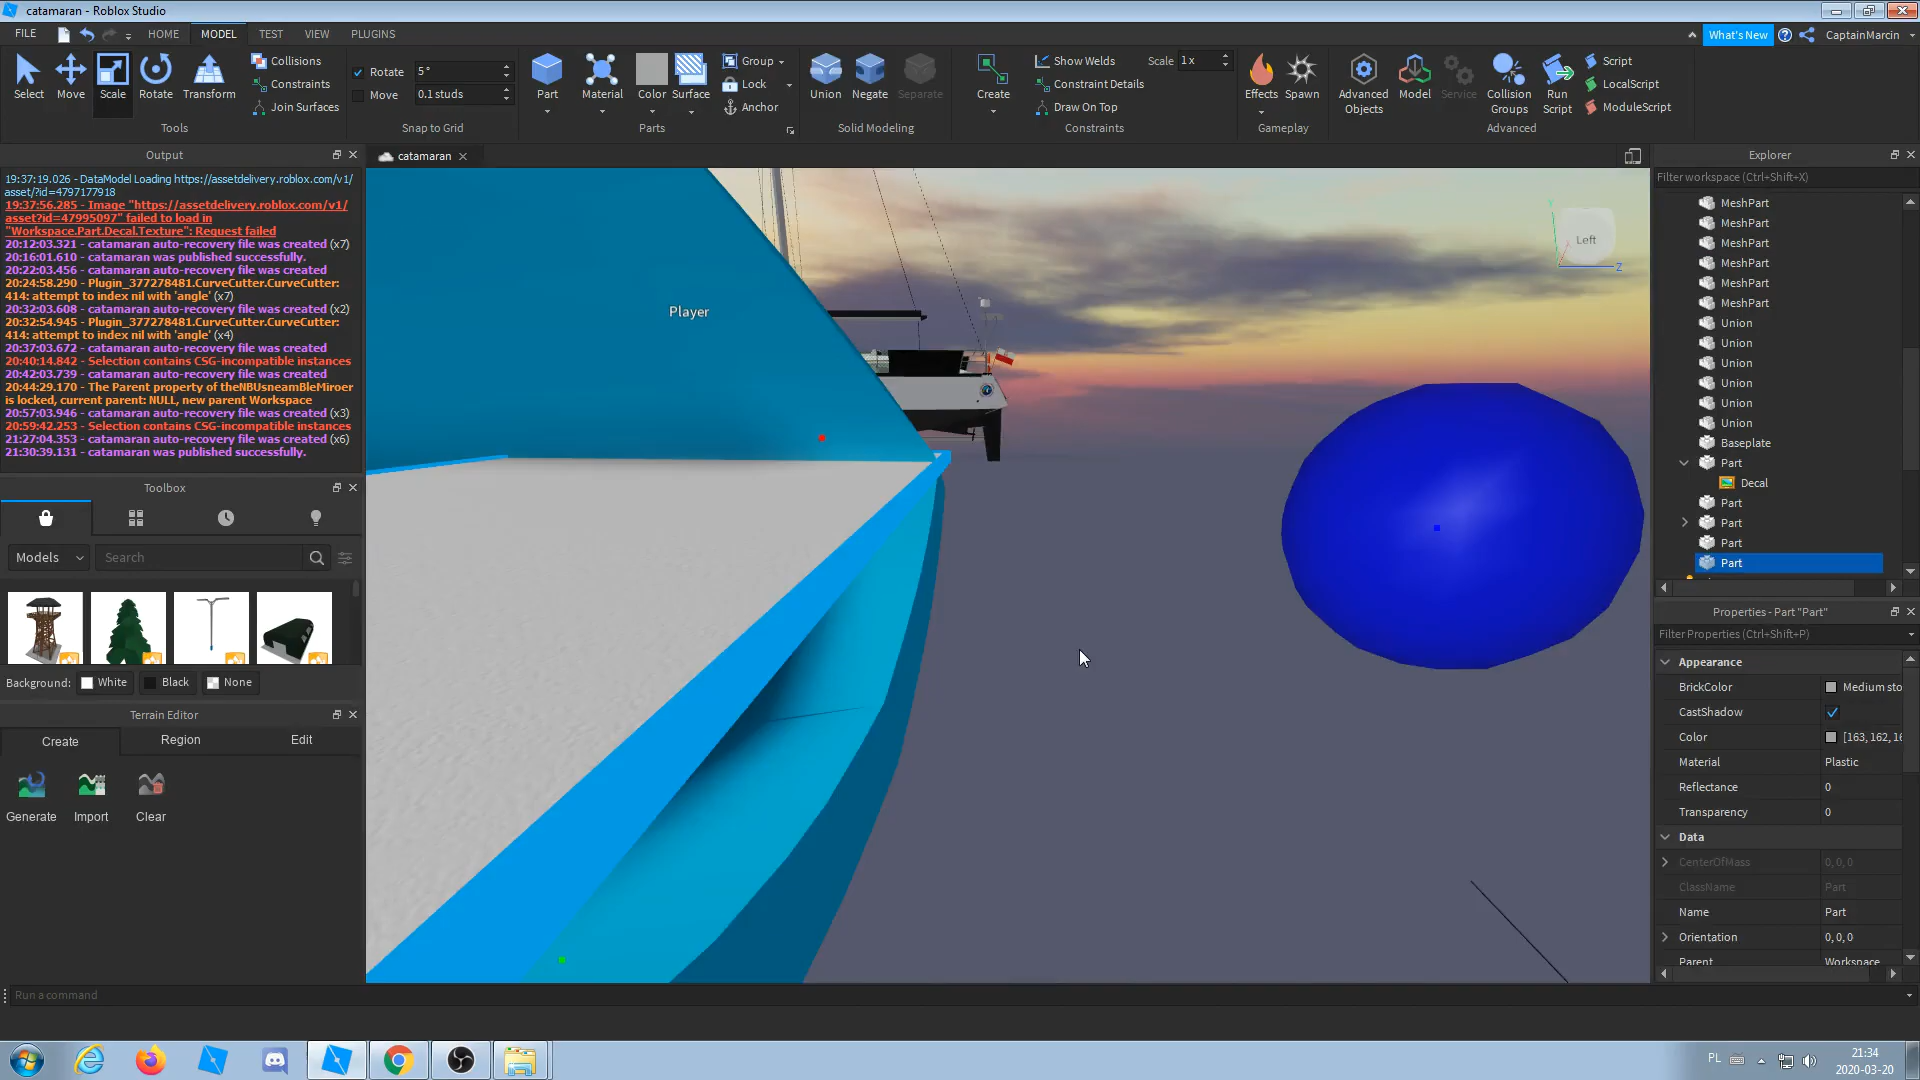 catamaran - Roblox Studio
FILE
HOME
MODEL
TEST
VIEW
PLUGINS
What's New
CaptainMarcin
Select
Move
Scale
Rotate
Transform
Tools
Collisions
Constraints
Join Surfaces
Rotate
5°
Move
0.1 studs
Snap to Grid
Part
Material
Color
Surface
Group
Lock
Anchor
Parts
Union
Negate
Separate
Solid Modeling
Create
Show Welds
Constraint Details
Draw On Top
Scale
1x
Constraints
Effects
Spawn
Gameplay
Advanced
Objects
Model
Service
Collision
Groups
Run
Script
Script
LocalScript
ModuleScript
Advanced
Output
19:37:19.026 - DataModel Loading https://assetdelivery.roblox.com/v1/
asset/?id=4797177918
19:37:56.285 - Image "https://assetdelivery.roblox.com/v1/
asset?id=47995097" failed to load in
"Workspace.Part.Decal.Texture": Request failed
20:12:03.321 - catamaran auto-recovery file was created (x7)
20:16:01.610 - catamaran was published successfully.
20:22:03.456 - catamaran auto-recovery file was created
20:24:58.290 - Plugin_377278481.CurveCutter.CurveCutter:
414: attempt to index nil with 'angle' (x7)
20:32:03.608 - catamaran auto-recovery file was created (x2)
20:32:54.945 - Plugin_377278481.CurveCutter.CurveCutter:
414: attempt to index nil with 'angle' (x4)
20:37:03.672 - catamaran auto-recovery file was created
20:40:14.842 - Selection contains CSG-incompatible instances
20:42:03.739 - catamaran auto-recovery file was created
20:44:29.170 - The Parent property of theNBUsneamBleMiroer
is locked, current parent: NULL, new parent Workspace
20:57:03.946 - catamaran auto-recovery file was created (x3)
20:59:42.253 - Selection contains CSG-incompatible instances
21:27:04.353 - catamaran auto-recovery file was created (x6)
21:30:39.131 - catamaran was published successfully.
Toolbox
Models
Search
Background:
White
Black
None
Terrain Editor
Create
Region
Edit
Generate
Import
Clear
catamaran
Player
Y
Left
Z
Explorer
Filter workspace (Ctrl+Shift+X)
MeshPart
MeshPart
MeshPart
MeshPart
MeshPart
MeshPart
Union
Union
Union
Union
Union
Union
Baseplate
Part
Decal
Part
Part
Part
Part
Properties - Part "Part"
Filter Properties (Ctrl+Shift+P)
Appearance
BrickColor
Medium sto
CastShadow
Color
[163, 162, 16
Material
Plastic
Reflectance
0
Transparency
0
Data
CenterOfMass
0, 0, 0
ClassName
Part
Name
Part
Orientation
0, 0, 0
Parent
Workspace
Run a command
PL
21:34
2020-03-20